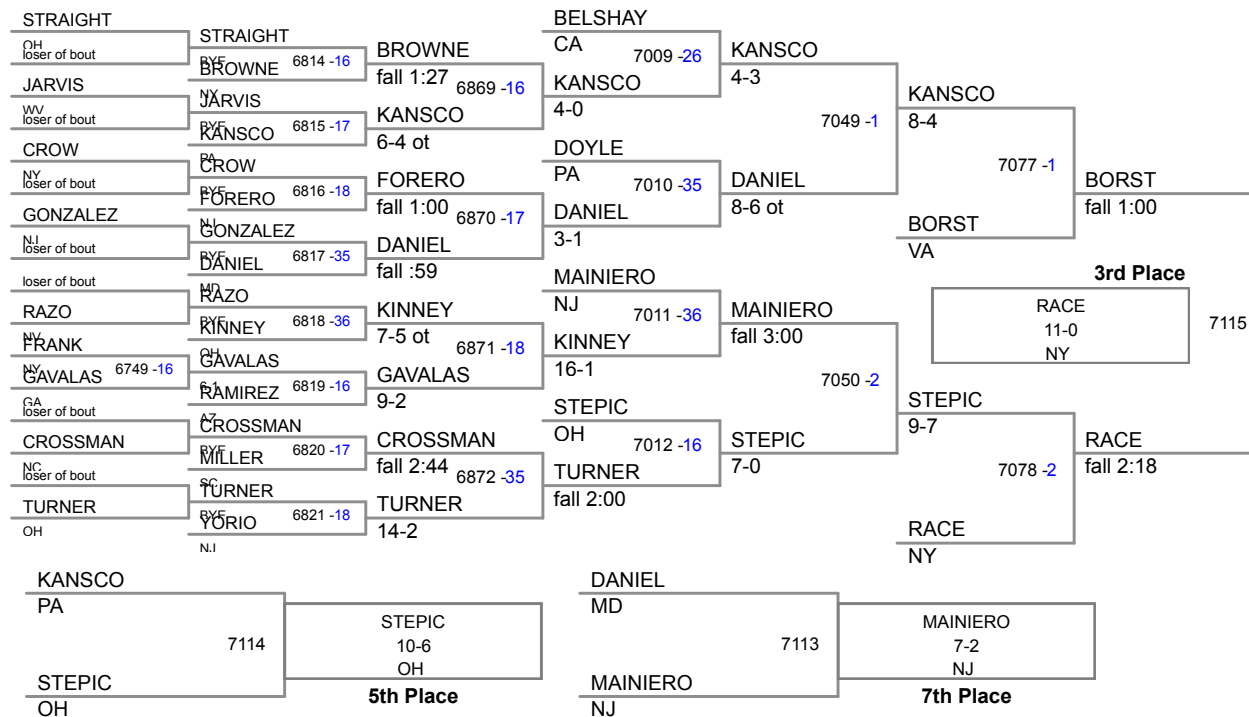 STRAIGHT
OH
loser of bout
JARVIS
WV
loser of bout
CROW
NY
loser of bout
GONZALEZ
NJ
loser of bout
loser of bout
RAZO
NV
FRANK
NY
6749 -16
GAVALAS
GA
loser of bout
CROSSMAN
NC
loser of bout
TURNER
OH
STRAIGHT
BYE
6814 -16
BROWNE
NY
JARVIS
BYE
6815 -17
KANSCO
PA
CROW
BYE
6816 -18
FORERO
NJ
GONZALEZ
BYE
6817 -35
DANIEL
MD
RAZO
BYE
6818 -36
KINNEY
OH
GAVALAS
6-1
6819 -16
RAMIREZ
AZ
CROSSMAN
BYE
6820 -17
MILLER
SC
TURNER
BYE
6821 -18
YORIO
NJ
BROWNE
fall 1:27
6869 -16
KANSCO
6-4 ot
FORERO
fall 1:00
6870 -17
DANIEL
fall :59
KINNEY
7-5 ot
6871 -18
GAVALAS
9-2
CROSSMAN
fall 2:44
6872 -35
TURNER
14-2
BELSHAY
CA
7009 -26
KANSCO
4-0
DOYLE
PA
7010 -35
DANIEL
3-1
MAINIERO
NJ
7011 -36
KINNEY
16-1
STEPIC
OH
7012 -16
TURNER
fall 2:00
KANSCO
4-3
7049 -1
DANIEL
8-6 ot
MAINIERO
fall 3:00
7050 -2
STEPIC
7-0
KANSCO
8-4
7077 -1
BORST
VA
STEPIC
9-7
7078 -2
RACE
NY
BORST
fall 1:00
3rd Place
RACE
11-0
NY
7115
RACE
fall 2:18
KANSCO
PA
7114
STEPIC
OH
STEPIC
10-6
OH
5th Place
DANIEL
MD
7113
MAINIERO
NJ
MAINIERO
7-2
NJ
7th Place